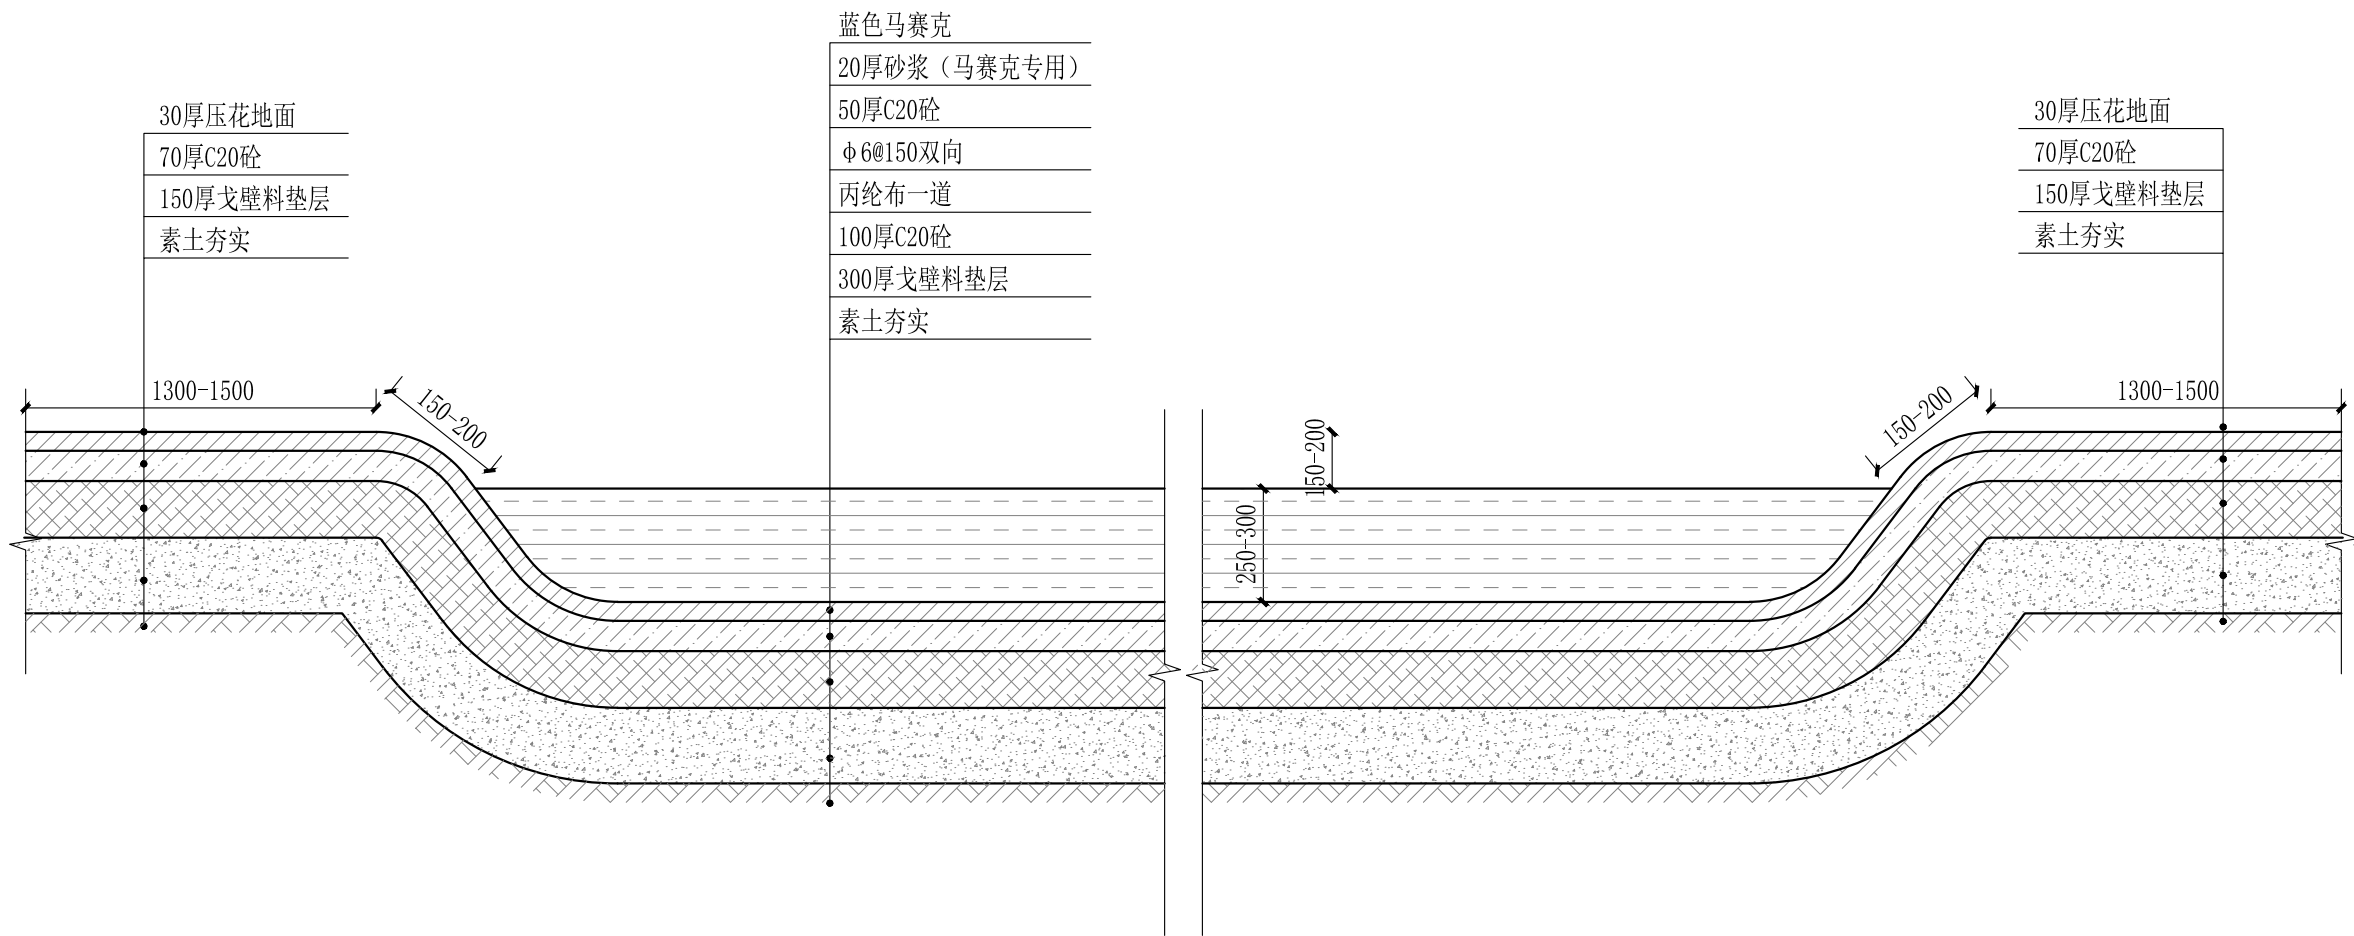 蓝色马赛克
20厚砂浆（马赛克专用）
50厚C20砼
φ6@150双向
丙纶布一道
100厚C20砼
300厚戈壁料垫层
素土夯实
30厚压花地面
70厚C20砼
150厚戈壁料垫层
素土夯实
30厚压花地面
70厚C20砼
150厚戈壁料垫层
素土夯实
1300-1500
150-200
150-200
250-300
150-200
1300-1500